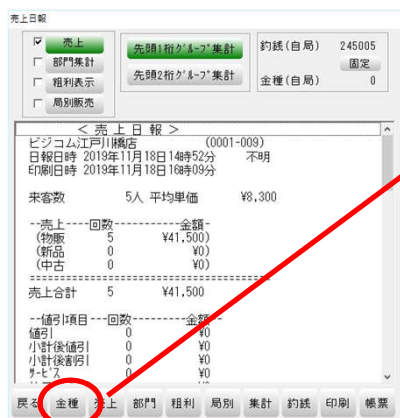 売上日報
売上
部門集計
粗利表示
局別販売
先頭1桁グループ集計
先頭2桁グループ集計
釣銭(自局) 245005
固定
金種(自局) 0
< 売 上 日 報 >
ビジコム江戸川橋店 (0001-009)
日報日時 2019年11月18日14時52分 不明
印刷日時 2019年11月18日16時09分
来客数 5人 平均単価 ¥8,300
--売上----回数----------金額-
(物販 5 ¥41,500)
(新品 0 ¥0)
(中古 0 ¥0)
==================================
売上合計 5 ¥41,500
--値引項目---回数--------金額--
値引 0 ¥0
小計後値引 0 ¥0
小計後割引 0 ¥0
サービス 0 ¥0
戻る 金種 売上 部門 粗利 局別 集計 釣銭 印刷 帳票